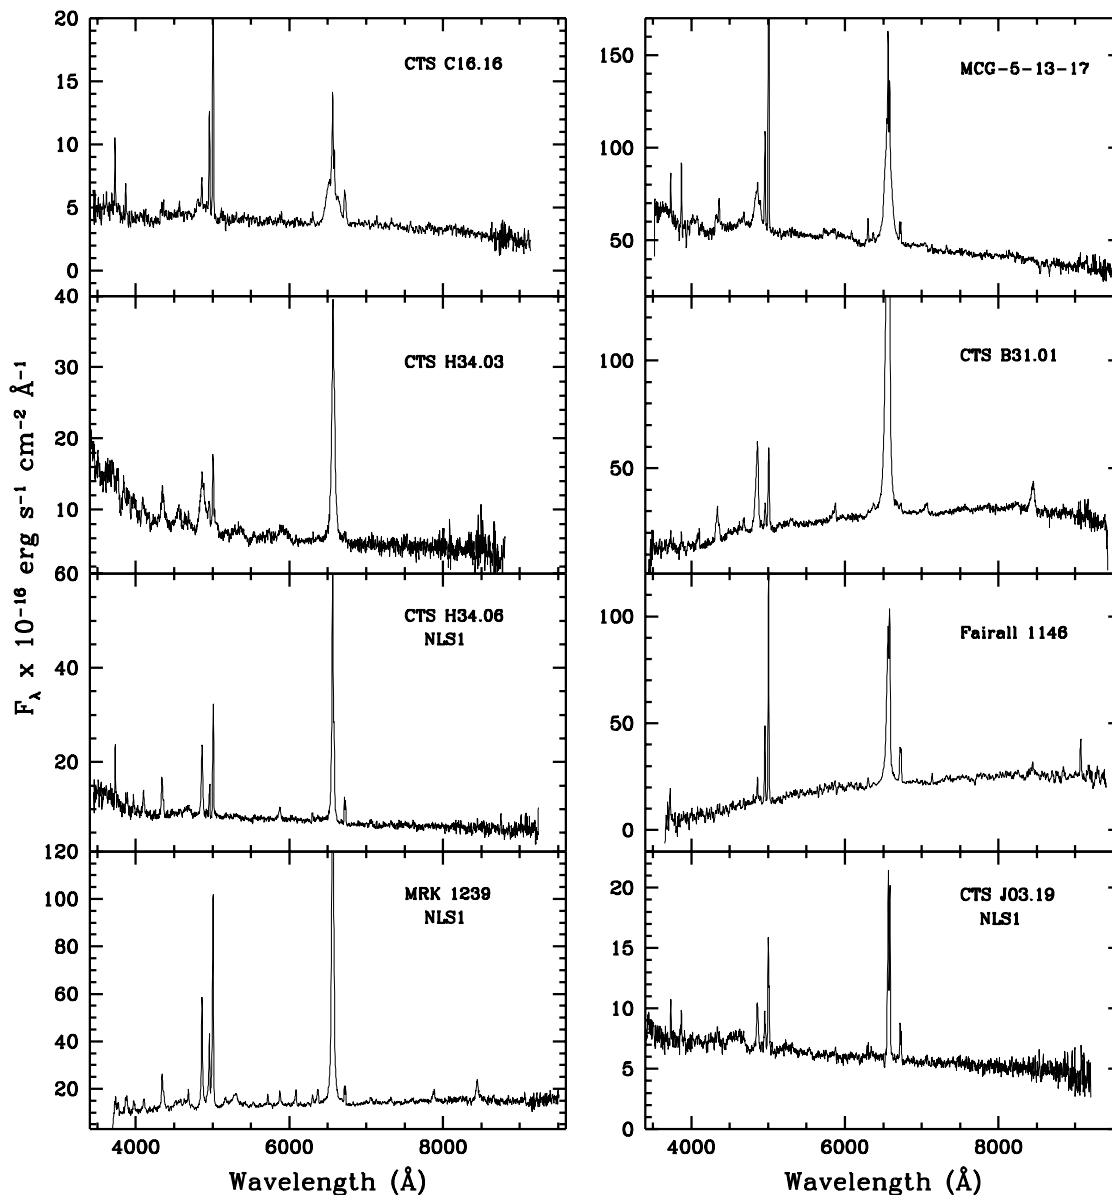 20
15
10
5
0
CTS C16.16
150
100
50
MCG-5-13-17
40
30
20
10
CTS H34.03
100
50
CTS B31.01
60
40
20
CTS H34.06
NLS1
100
50
0
Fairall 1146
120
100
80
60
40
20
MRK 1239
NLS1
20
15
10
5
0
CTS J03.19
NLS1
F_λ x 10⁻¹⁶ erg s⁻¹ cm⁻² Å⁻¹
4000 6000 8000
4000 6000 8000
Wavelength (Å)
Wavelength (Å)